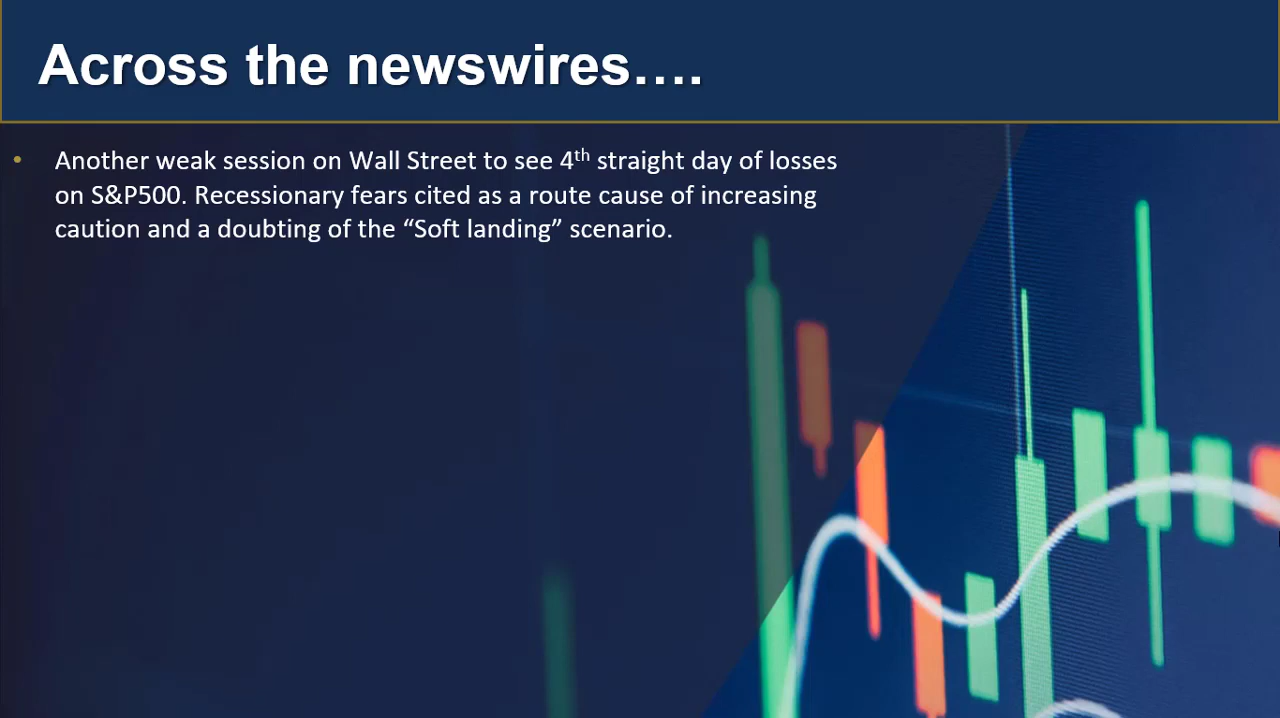 Across the newswires….
• Another weak session on Wall Street to see 4th straight day of losses
on S&P500. Recessionary fears cited as a route cause of increasing
caution and a doubting of the “Soft landing” scenario.